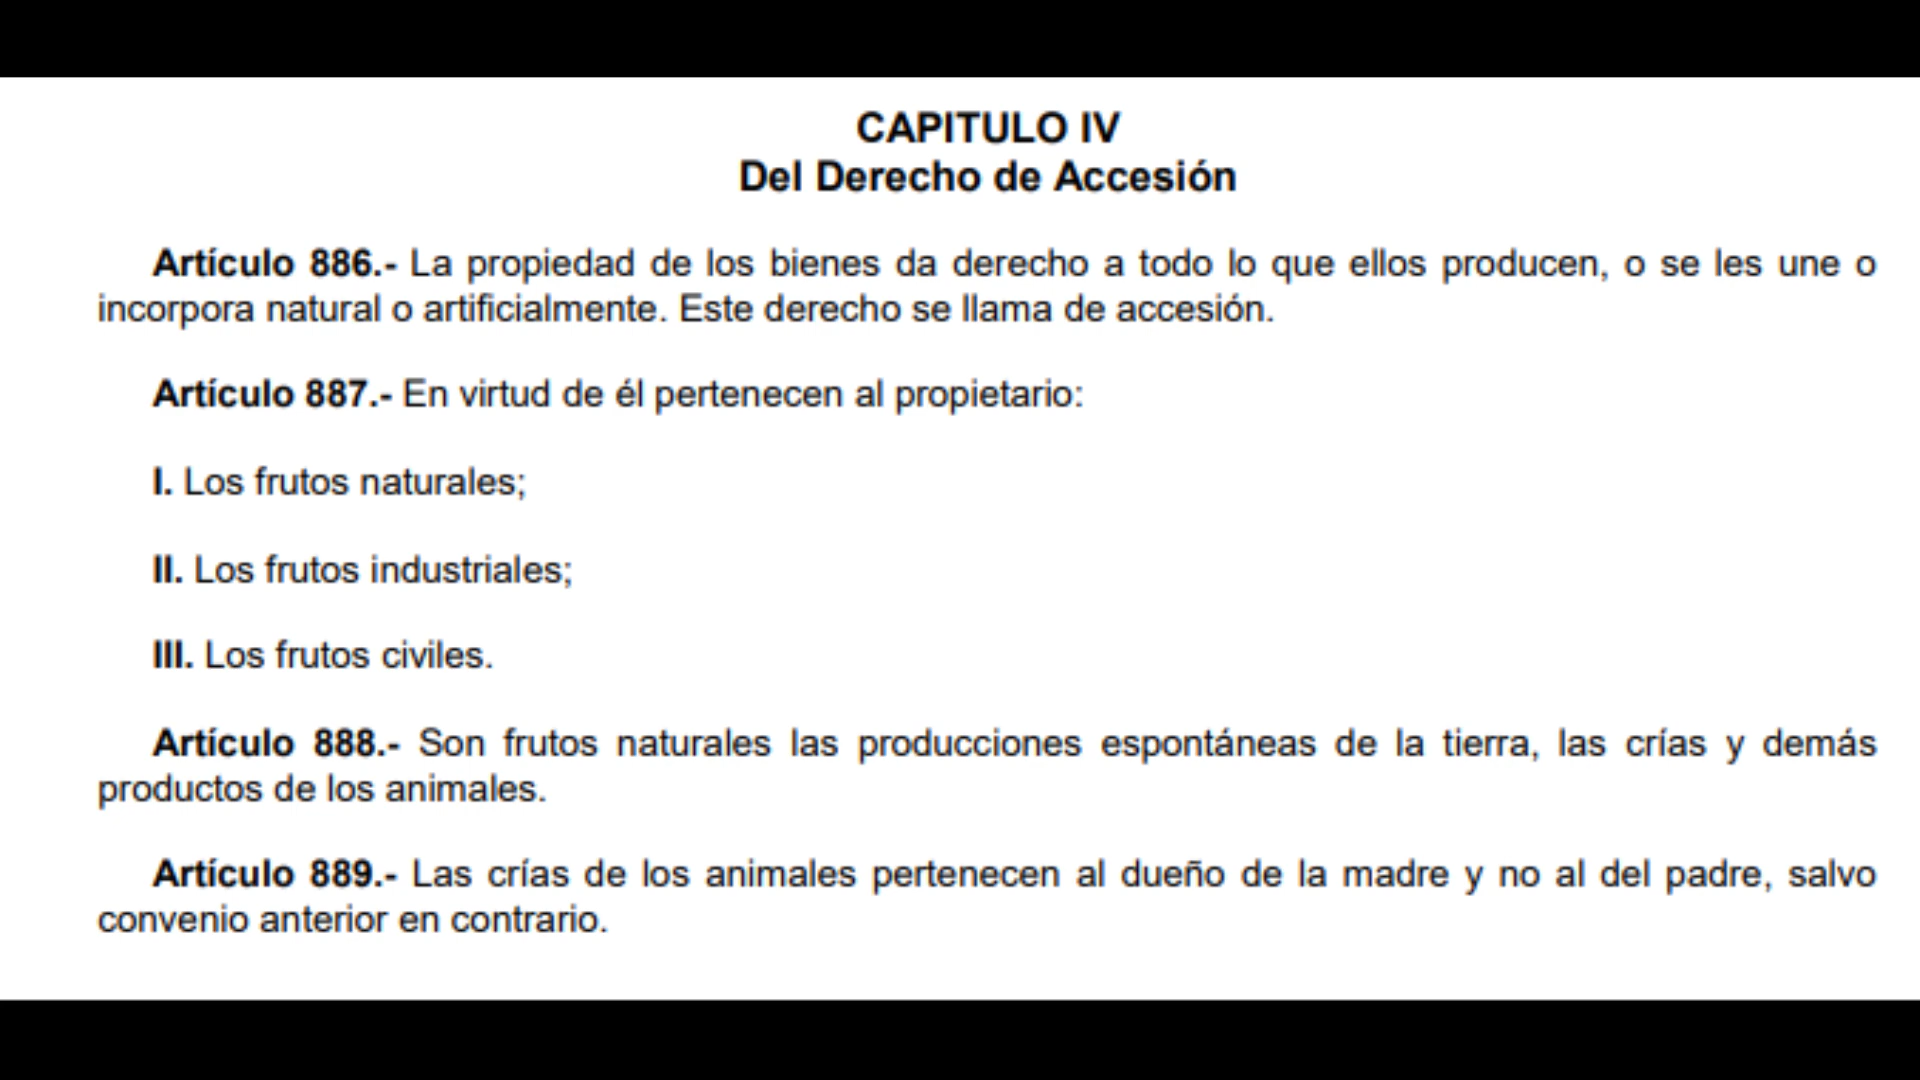 CAPITULO IV
Del Derecho de Accesión
Artículo 886.- La propiedad de los bienes da derecho a todo lo que ellos producen, o se les une o
incorpora natural o artificialmente. Este derecho se llama de accesión.
Artículo 887.- En virtud de él pertenecen al propietario:
I. Los frutos naturales;
II. Los frutos industriales;
III. Los frutos civiles.
Artículo 888.- Son frutos naturales las producciones espontáneas de la tierra, las crías y demás
productos de los animales.
Artículo 889.- Las crías de los animales pertenecen al dueño de la madre y no al del padre, salvo
convenio anterior en contrario.